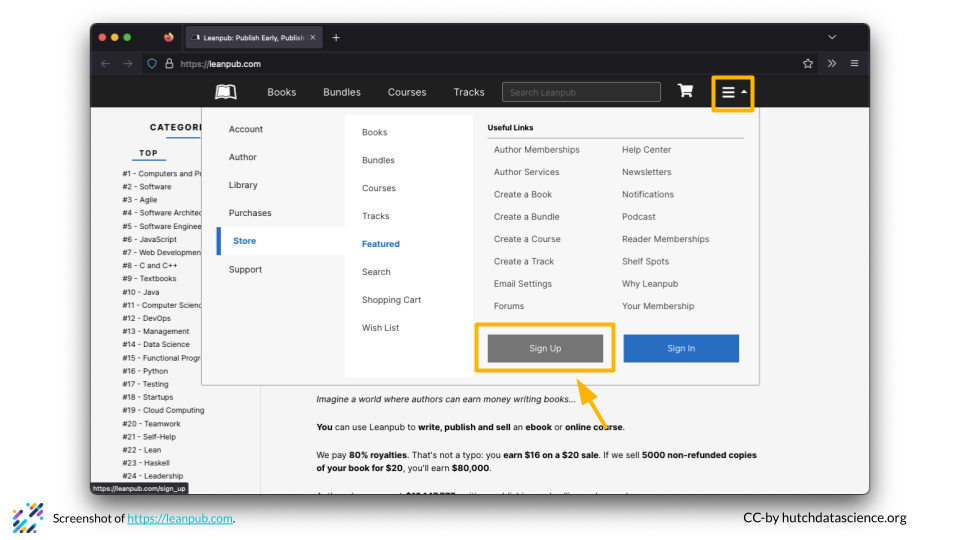 Leanpub: Publish Early, Publish
https://leanpub.com
Books Bundles Courses Tracks Search Leanpub
CATEGORI
TOP
#1 - Computers and Pr
#2 - Software
#3 - Agile
#4 - Software Architec
#5 - Software Enginee
#6 - JavaScript
#7 - Web Developmen
#8 - C and C++
#9 - Textbooks
#10 - Java
#11 - Computer Scienc
#12 - DevOps
#13 - Management
#14 - Data Science
#15 - Functional Progr
#16 - Python
#17 - Testing
#18 - Startups
#19 - Cloud Computing
#20 - Teamwork
#21 - Self-Help
#22 - Lean
#23 - Haskell
#24 - Leadership
https://leanpub.com/sign_up
Account
Author
Library
Purchases
Store
Support
Books
Bundles
Courses
Tracks
Featured
Search
Shopping Cart
Wish List
Useful Links
Author Memberships Help Center
Author Services Newsletters
Create a Book Notifications
Create a Bundle Podcast
Create a Course Reader Memberships
Create a Track Shelf Spots
Email Settings Why Leanpub
Forums Your Membership
Sign Up Sign In
Imagine a world where authors can earn money writing books...
You can use Leanpub to write, publish and sell an ebook or online course.
We pay 80% royalties. That's not a typo: you earn $16 on a $20 sale. If we sell 5000 non-refunded copies
of your book for $20, you'll earn $80,000.
Screenshot of https://leanpub.com.
CC-by hutchdatascience.org